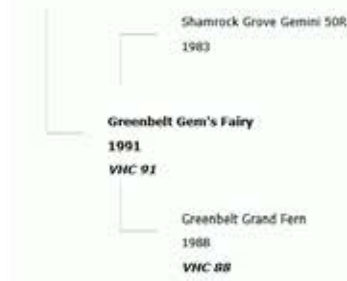 Shamrock Grove Gemini 50R
1983
Greenbelt Gem's Fairy
1991
VHC 91
Greenbelt Grand Fern
1988
VHC 88